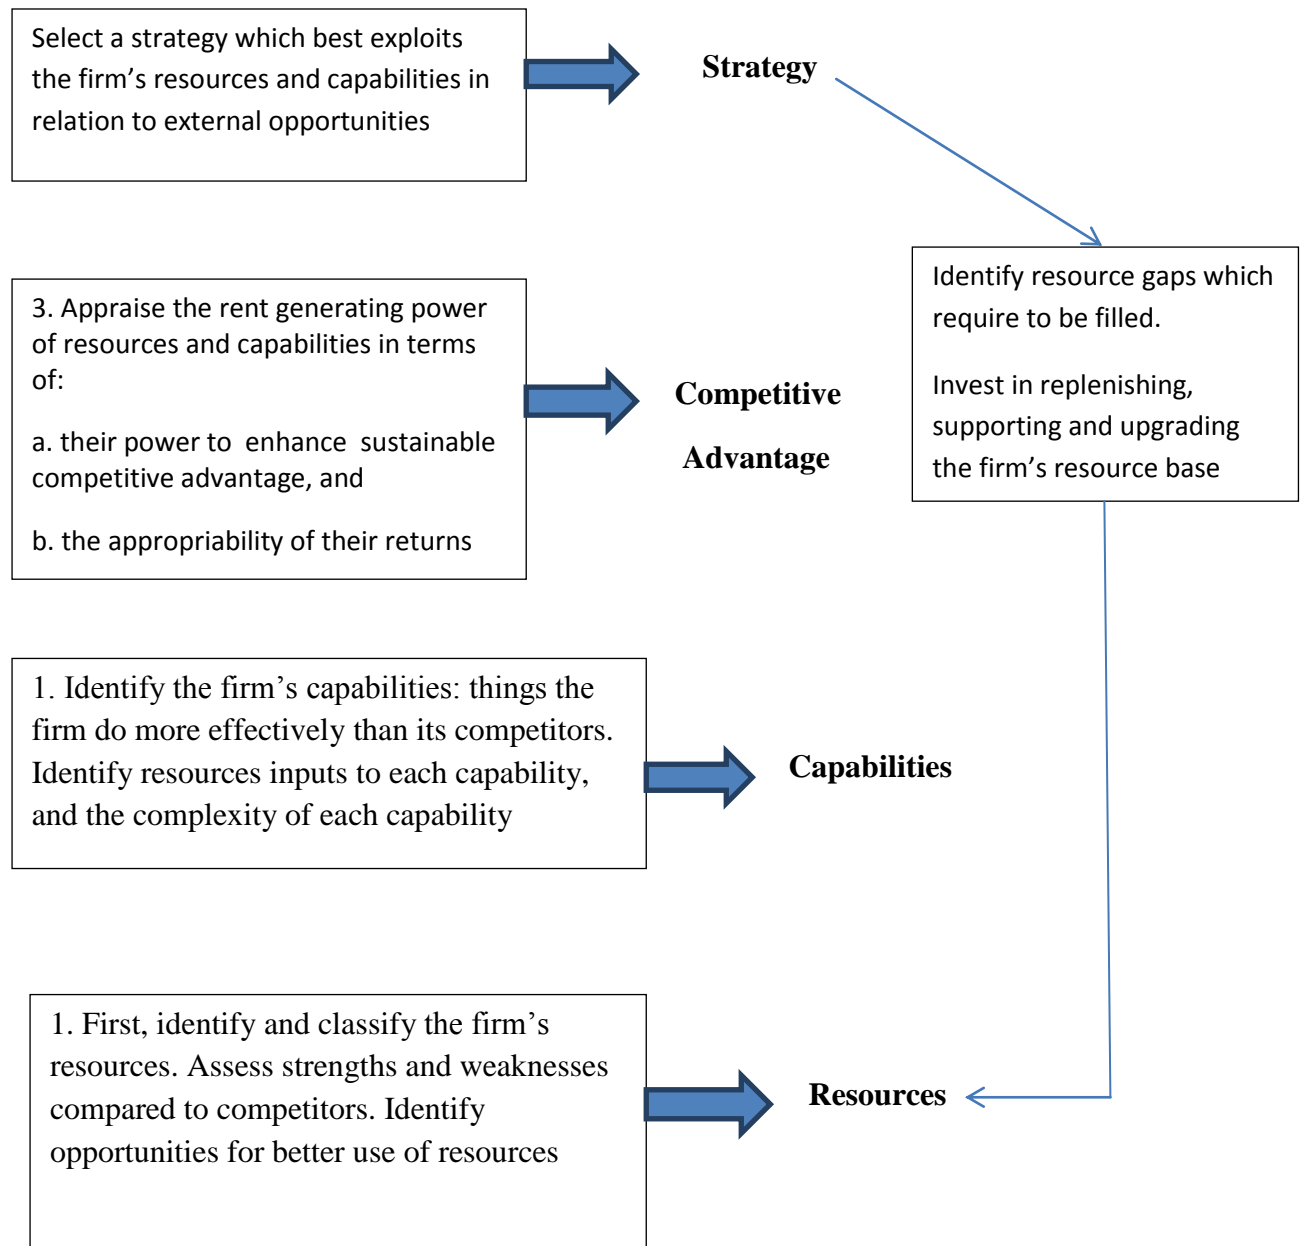 Select a strategy which best exploits
the firm’s resources and capabilities in
relation to external opportunities
Strategy
Identify resource gaps which
require to be filled.
Invest in replenishing,
supporting and upgrading
the firm’s resource base
3. Appraise the rent generating power
of resources and capabilities in terms
of:
a. their power to enhance sustainable
competitive advantage, and
b. the appropriability of their returns
Competitive
Advantage
1. Identify the firm’s capabilities: things the
firm do more effectively than its competitors.
Identify resources inputs to each capability,
and the complexity of each capability
Capabilities
1. First, identify and classify the firm’s
resources. Assess strengths and weaknesses
compared to competitors. Identify
opportunities for better use of resources
Resources